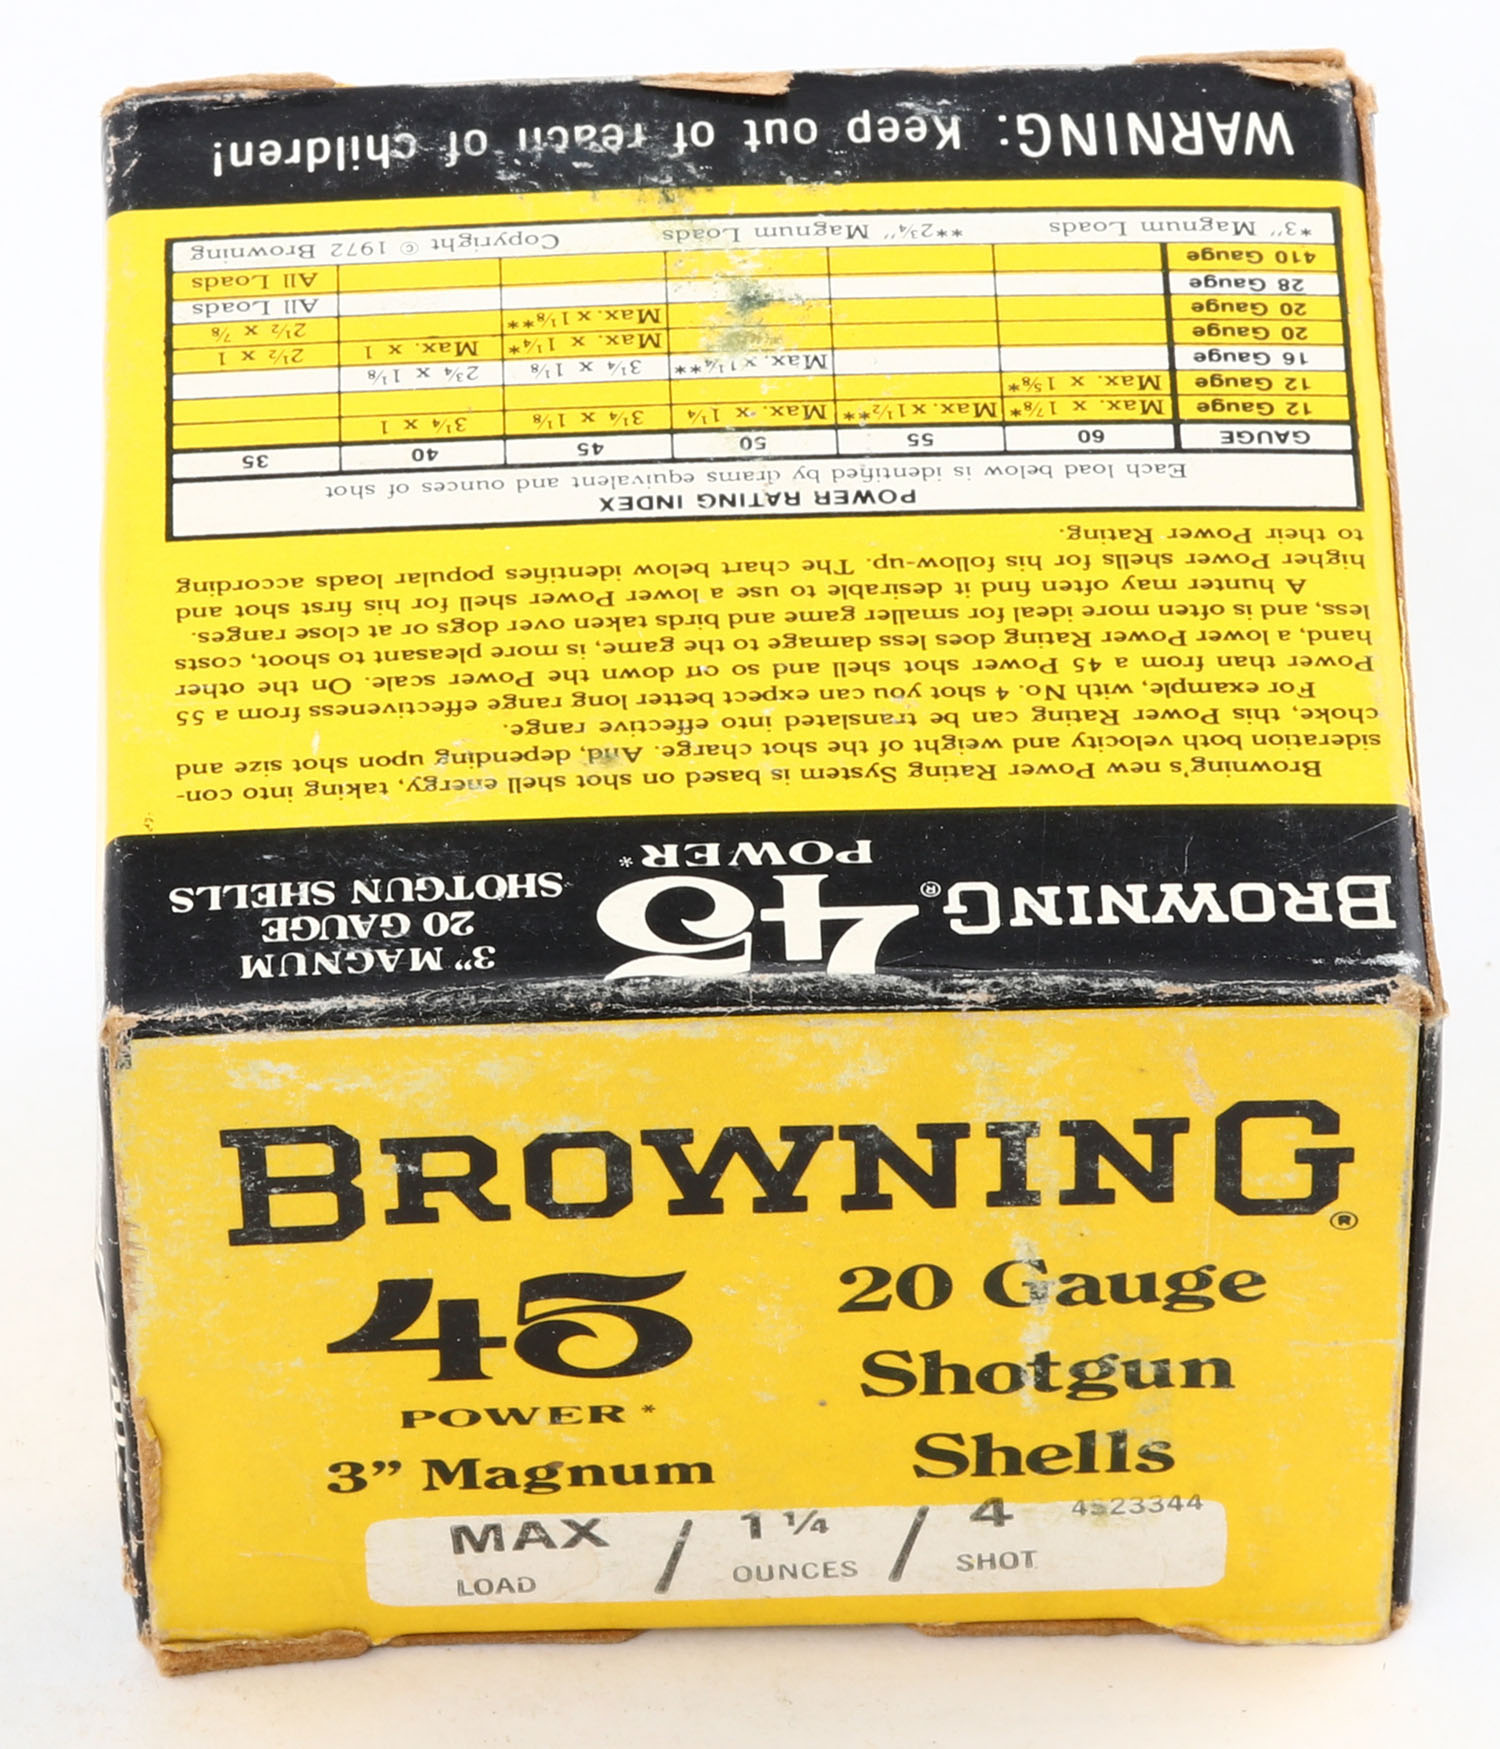 BROWNING®
45
POWER*
3” Magnum
20 Gauge
Shotgun
Shells
MAX / 1 ¼ / 4 4523344
LOAD OUNCES SHOT
BROWNING® 45 POWER*
3” MAGNUM
20 GAUGE
SHOTGUN SHELLS
Browning's new Power Rating System is based on shot shell energy, taking into con-
sideration both velocity and weight of the shot charge. And, depending upon shot size and
choke, this Power Rating can be translated into effective range.
For example, with No. 4 shot you can expect better long range effectiveness from a 55
Power than from a 45 Power shot shell and so on down the Power scale. On the other
hand, a lower Power Rating does less damage to the game, is more pleasant to shoot, costs
less, and is often more ideal for smaller game and birds taken over dogs or at close ranges.
A hunter may often find it desirable to use a lower Power shell for his first shot and
higher Power shells for his follow-up. The chart below identifies popular loads according
to their Power Rating.
POWER RATING INDEX
Each load below is identified by drams equivalent and ounces of shot
GAUGE 60 55 50 45 40 35
12 Gauge Max. x 1⅞* Max. x1½** Max. x 1¼ 3¼ x 1⅛ 3¼ x 1
12 Gauge Max. x 1⅝*
16 Gauge Max. x1¼** 3¼ x 1⅛ 2¾ x 1⅛
20 Gauge Max. x 1¼* Max. x 1 2½ x 1
20 Gauge Max. x 1⅛** 2½ x ⅞
28 Gauge All Loads
410 Gauge All Loads
*3” Magnum Loads **2¾” Magnum Loads Copyright © 1972 Browning
WARNING: Keep out of reach of children!